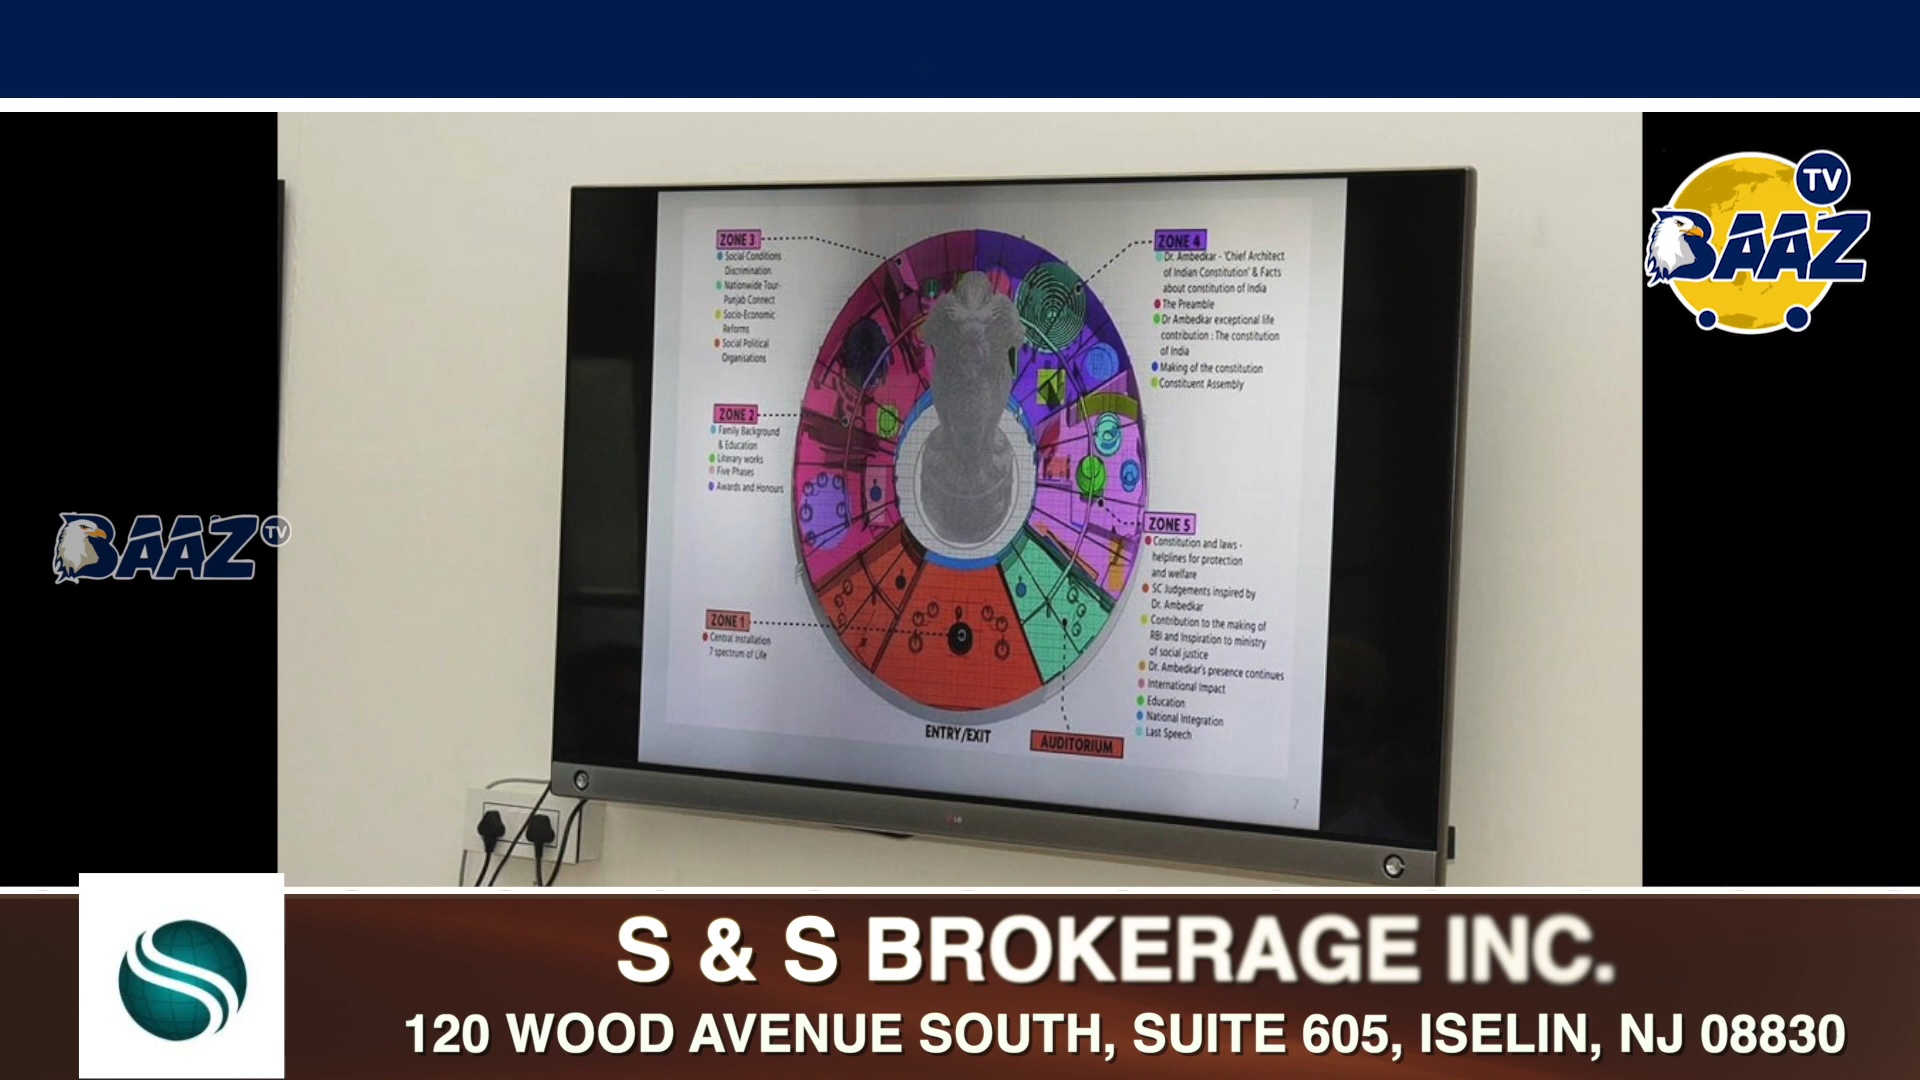 TV
BAAZ
BAAZ TV
ZONE 3
Social Conditions
Discrimination
Nationwide Tour-
Punjab Connect
Socio-Economic
Reforms
Social Political
Organisations
ZONE 2
Family Background
& Education
Literary works
Five Phases
Awards and Honours
ZONE 1
Central Installation
7 spectrum of Life
ZONE 4
Dr. Ambedkar - 'Chief Architect
of Indian Constitution' & Facts
about constitution of India
The Preamble
Dr Ambedkar exceptional life
contribution : The constitution
of India
Making of the constitution
Constituent Assembly
ZONE 5
Constitution and laws -
helplines for protection
and welfare
SC Judgements inspired by
Dr. Ambedkar
Contribution to the making of
RBI and Inspiration to ministry
of social justice
Dr. Ambedkar's presence continues
International Impact
Education
National Integration
Last Speech
ENTRY/EXIT
AUDITORIUM
7
LG
S & S BROKERAGE INC.
120 WOOD AVENUE SOUTH, SUITE 605, ISELIN, NJ 08830